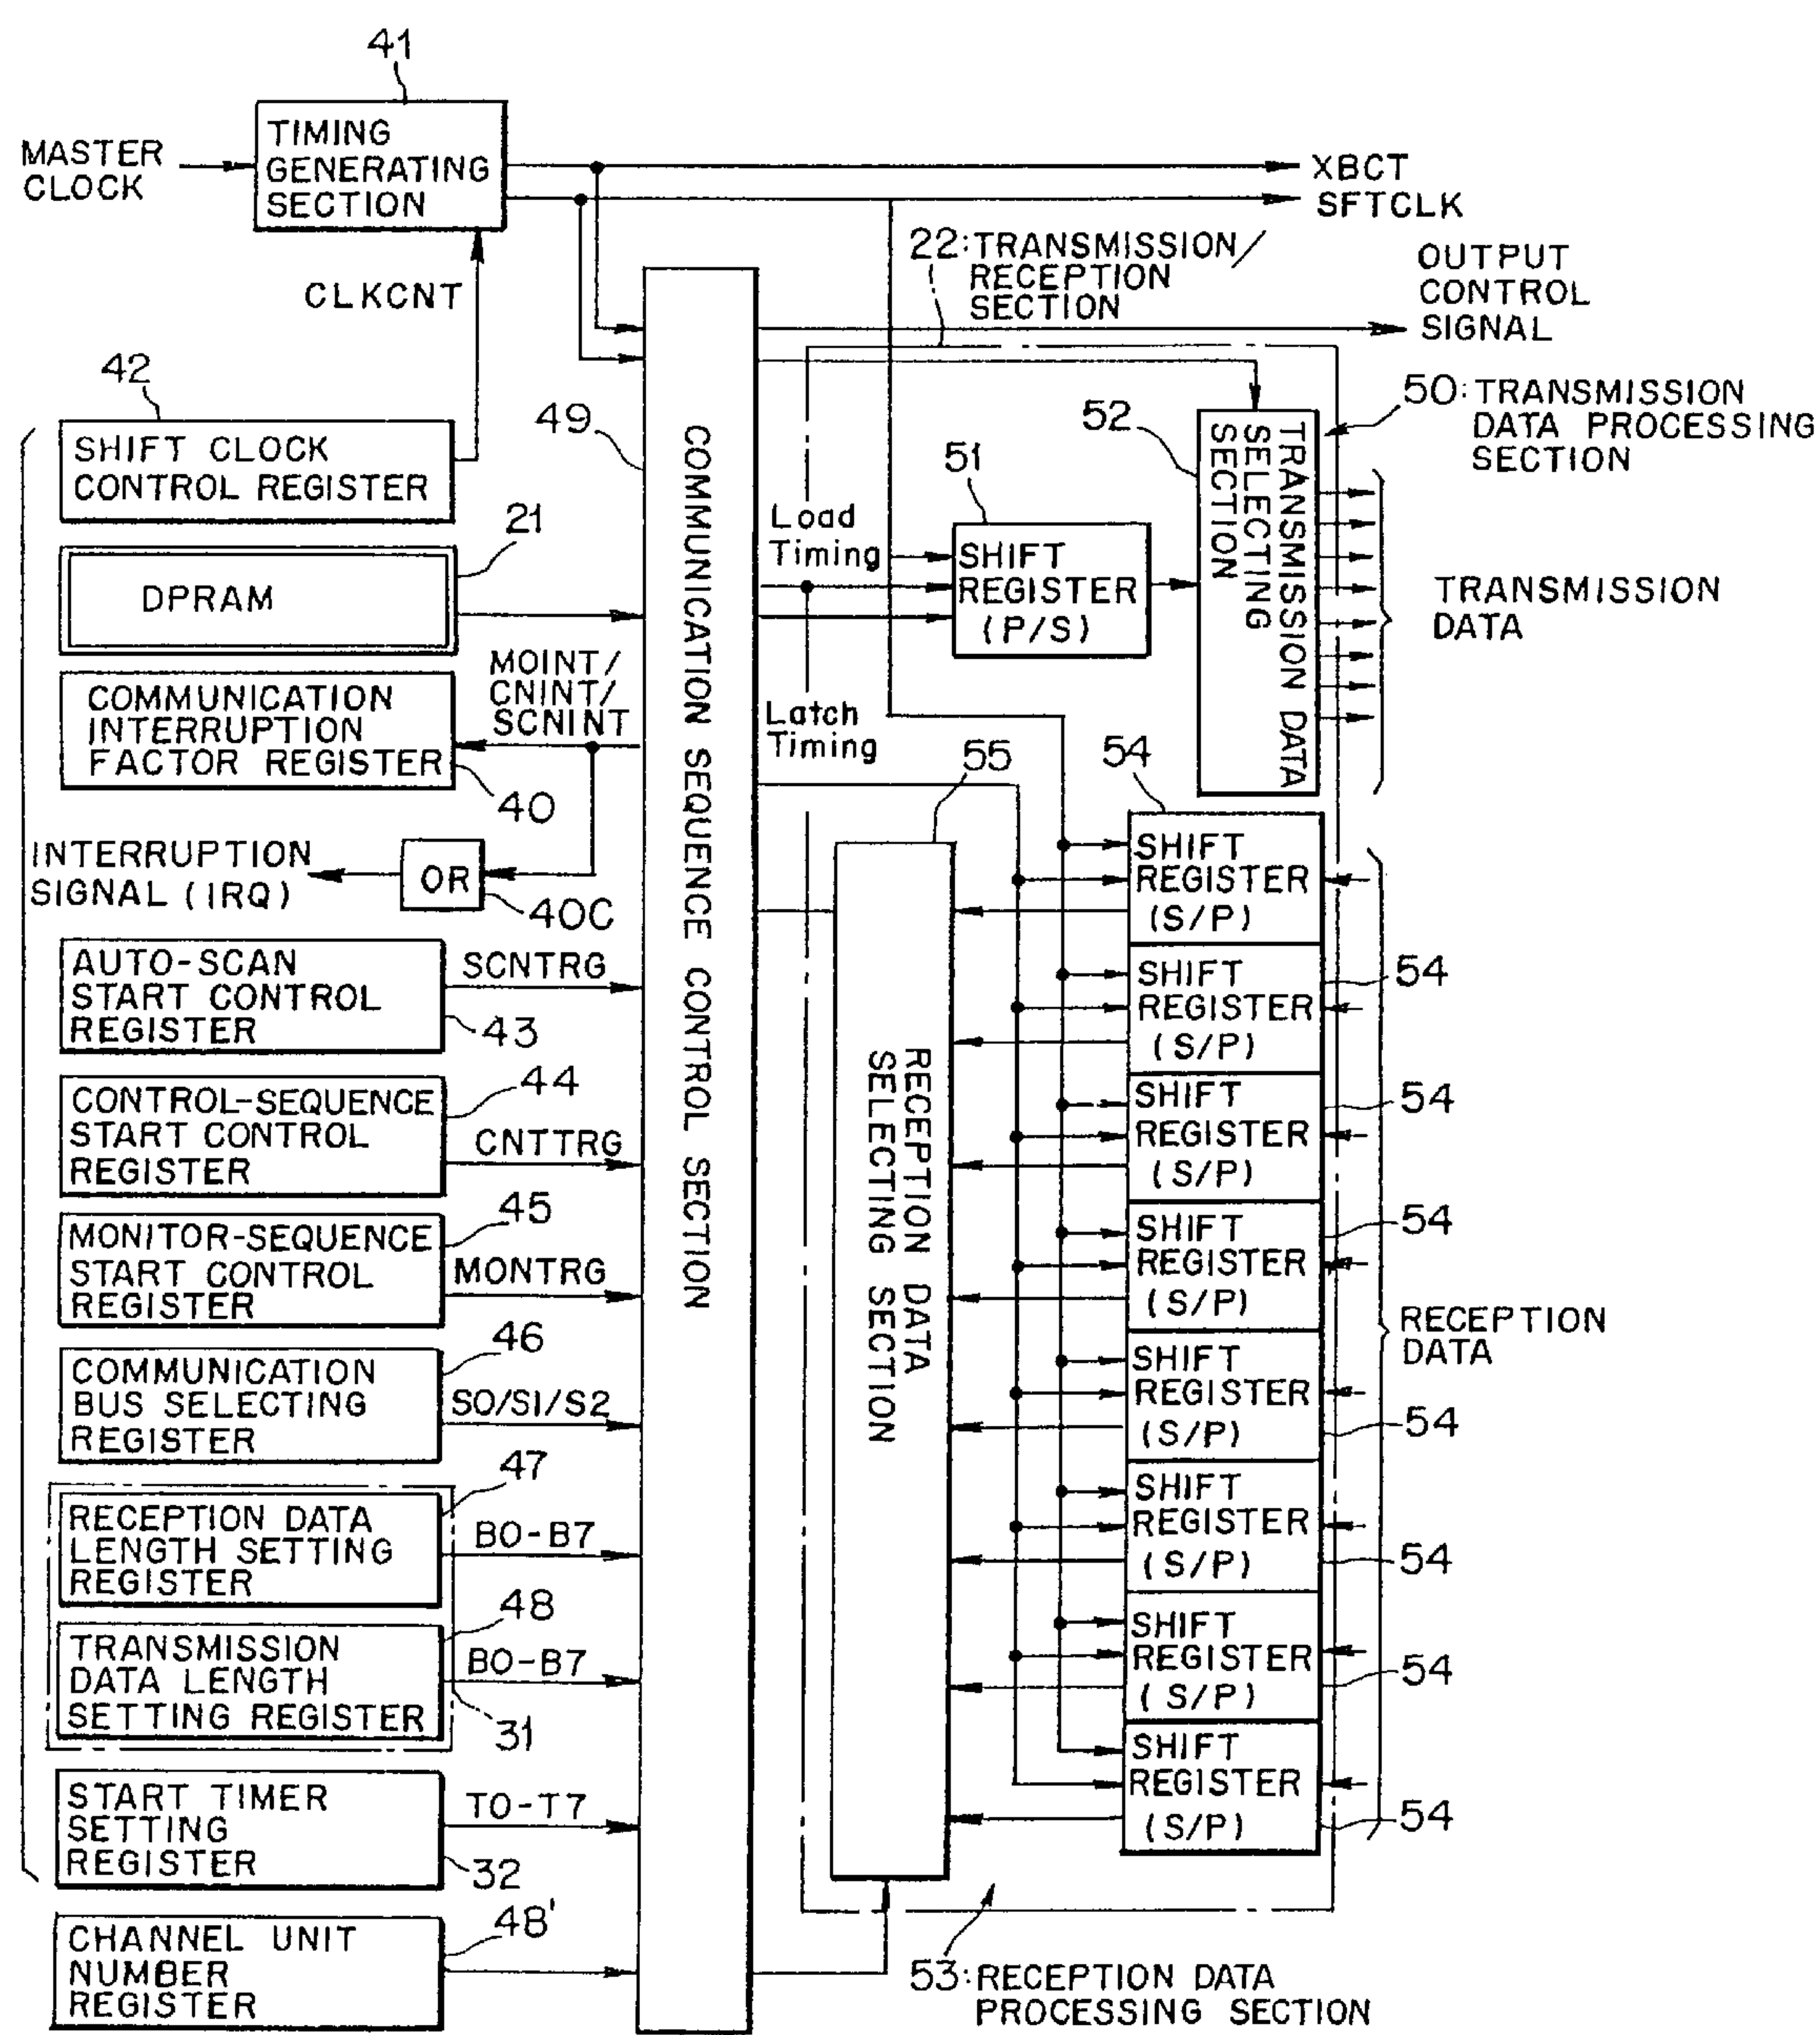 41
MASTER
CLOCK
TIMING
GENERATING
SECTION
XBCT
SFTCLK
CLKCNT
22:TRANSMISSION/
RECEPTION
SECTION
OUTPUT
CONTROL
SIGNAL
42
SHIFT CLOCK
CONTROL REGISTER
21
DPRAM
COMMUNICATION
INTERRUPTION
FACTOR REGISTER
40
MOINT/
CNINT/
SCNINT
INTERRUPTION
SIGNAL (IRQ)
OR
40C
AUTO-SCAN
START CONTROL
REGISTER
SCNTRG
43
CONTROL-SEQUENCE
START CONTROL
REGISTER
44
CNTTRG
MONITOR-SEQUENCE
START CONTROL
REGISTER
45
MONTRG
COMMUNICATION
BUS SELECTING
REGISTER
46
S0/S1/S2
RECEPTION DATA
LENGTH SETTING
REGISTER
47
B0-B7
TRANSMISSION
DATA LENGTH
SETTING REGISTER
48
B0-B7
31
START TIMER
SETTING
REGISTER
T0-T7
32
CHANNEL UNIT
NUMBER
REGISTER
48'
49
COMMUNICATION SEQUENCE CONTROL SECTION
Load
Timing
Latch
Timing
51
SHIFT
REGISTER
(P/S)
52
TRANSMISSION DATA
SELECTING
SECTION
50:TRANSMISSION
DATA PROCESSING
SECTION
TRANSMISSION
DATA
55
RECEPTION DATA
SELECTING SECTION
54
SHIFT
REGISTER
(S/P)
SHIFT
REGISTER
(S/P)
54
SHIFT
REGISTER
(S/P)
54
SHIFT
REGISTER
(S/P)
54
SHIFT
REGISTER
(S/P)
54
SHIFT
REGISTER
(S/P)
54
SHIFT
REGISTER
(S/P)
54
SHIFT
REGISTER
(S/P)
54
RECEPTION
DATA
53:RECEPTION DATA
PROCESSING SECTION